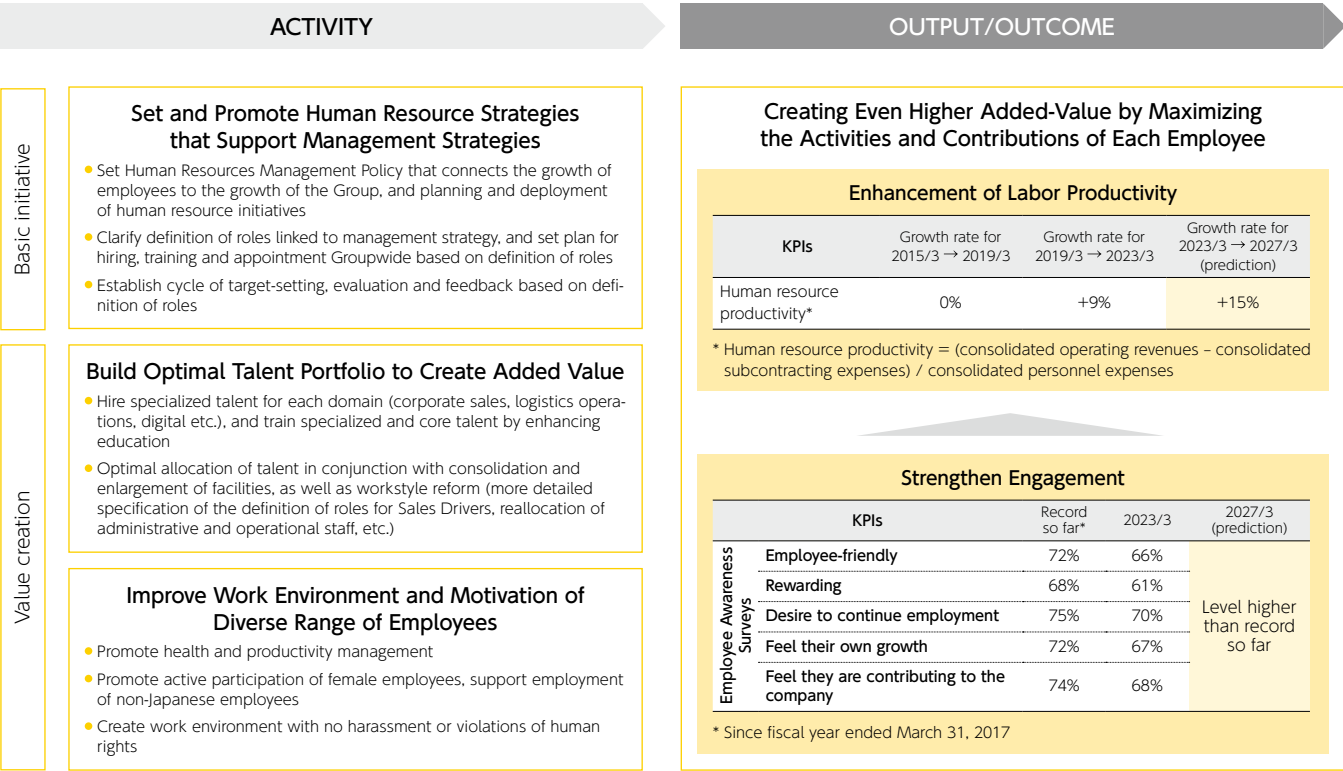 ACTIVITY
Basic initiative
Set and Promote Human Resource Strategies
that Support Management Strategies
• Set Human Resources Management Policy that connects the growth of
employees to the growth of the Group, and planning and deployment
of human resource initiatives
• Clarify definition of roles linked to management strategy, and set plan for
hiring, training and appointment Groupwide based on definition of roles
• Establish cycle of target-setting, evaluation and feedback based on defi-
nition of roles
Value creation
Build Optimal Talent Portfolio to Create Added Value
• Hire specialized talent for each domain (corporate sales, logistics opera-
tions, digital etc.), and train specialized and core talent by enhancing
education
• Optimal allocation of talent in conjunction with consolidation and
enlargement of facilities, as well as workstyle reform (more detailed
specification of the definition of roles for Sales Drivers, reallocation of
administrative and operational staff, etc.)
Improve Work Environment and Motivation of
Diverse Range of Employees
• Promote health and productivity management
• Promote active participation of female employees, support employment
of non-Japanese employees
• Create work environment with no harassment or violations of human
rights
OUTPUT/OUTCOME
Creating Even Higher Added-Value by Maximizing
the Activities and Contributions of Each Employee
Enhancement of Labor Productivity
KPIs
Growth rate for
2015/3 → 2019/3
Growth rate for
2019/3 → 2023/3
Growth rate for
2023/3 → 2027/3
(prediction)
Human resource
productivity*
0%
+9%
+15%
* Human resource productivity = (consolidated operating revenues – consolidated
subcontracting expenses) / consolidated personnel expenses
Strengthen Engagement
KPIs
Record
so far*
2023/3
2027/3
(prediction)
Employee Awareness
Surveys
Employee-friendly 72% 66%
Rewarding 68% 61%
Desire to continue employment 75% 70%
Feel their own growth 72% 67%
Feel they are contributing to the
company
74% 68%
Level higher
than record
so far
* Since fiscal year ended March 31, 2017